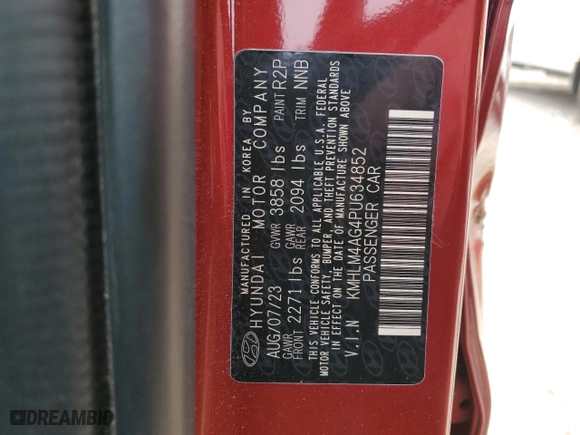 MANUFACTURED IN KOREA BY
HYUNDAI MOTOR COMPANY
AUG/07/23 GVWR 3858 lbs PAINT R2P
GAWR FRONT 2271 lbs GAWR REAR 2094 lbs TRIM NNB
THIS VEHICLE CONFORMS TO ALL APPLICABLE U.S.A. FEDERAL
MOTOR VEHICLE SAFETY, BUMPER, AND THEFT PREVENTION STANDARDS
IN EFFECT ON THE DATE OF MANUFACTURE SHOWN ABOVE
V.I.N KMHLM4AG4PU634852
PASSENGER CAR
DREAMBID